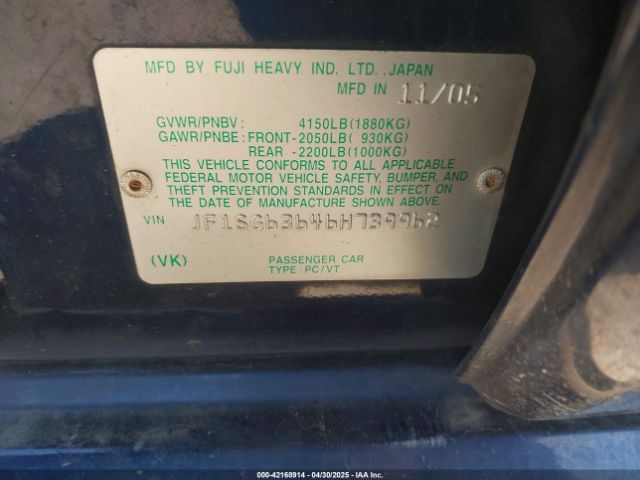 MFD BY FUJI HEAVY IND. LTD., JAPAN
MFD IN 11/05
GVWR/PNBV: 4150LB(1880KG)
GAWR/PNBE: FRONT-2050LB( 930KG)
REAR -2200LB(1000KG)
THIS VEHICLE CONFORMS TO ALL APPLICABLE
FEDERAL MOTOR VEHICLE SAFETY, BUMPER, AND
THEFT PREVENTION STANDARDS IN EFFECT ON
THE DATE OF MANUFACTURE SHOWN ABOVE.
VIN JF1SG63646H739962
(VK) PASSENGER CAR
TYPE: PC/VT
000-42168914 - 04/30/2025 - IAA Inc.